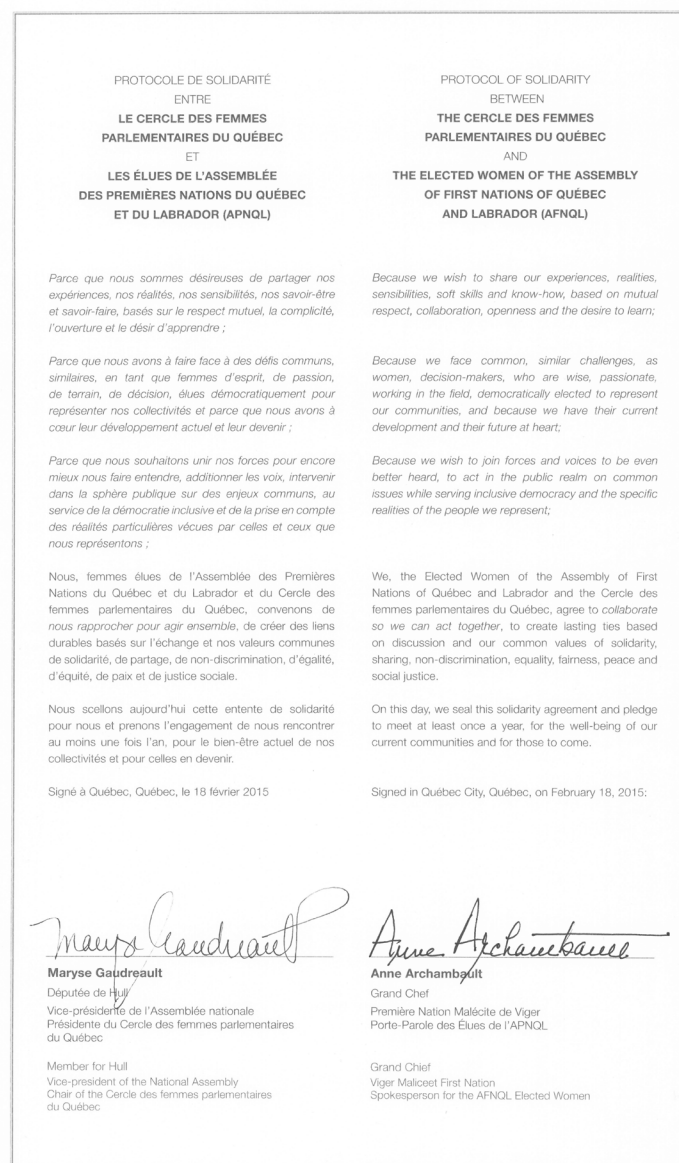 PROTOCOLE DE SOLIDARITÉ
ENTRE
LE CERCLE DES FEMMES
PARLEMENTAIRES DU QUÉBEC
ET
LES ÉLUES DE L'ASSEMBLÉE
DES PREMIÈRES NATIONS DU QUÉBEC
ET DU LABRADOR (APNQL)
Parce que nous sommes désireuses de partager nos
expériences, nos réalités, nos sensibilités, nos savoir-être
et savoir-faire, basés sur le respect mutuel, la complicité,
l'ouverture et le désir d'apprendre ;
Parce que nous avons à faire face à des défis communs,
similaires, en tant que femmes d'esprit, de passion,
de terrain, de décision, élues démocratiquement pour
représenter nos collectivités et parce que nous avons à
cœur leur développement actuel et leur devenir ;
Parce que nous souhaitons unir nos forces pour encore
mieux nous faire entendre, additionner les voix, intervenir
dans la sphère publique sur des enjeux communs, au
service de la démocratie inclusive et de la prise en compte
des réalités particulières vécues par celles et ceux que
nous représentons ;
Nous, femmes élues de l'Assemblée des Premières
Nations du Québec et du Labrador et du Cercle des
femmes parlementaires du Québec, convenons de
nous rapprocher pour agir ensemble, de créer des liens
durables basés sur l'échange et nos valeurs communes
de solidarité, de partage, de non-discrimination, d'égalité,
d'équité, de paix et de justice sociale.
Nous scellons aujourd'hui cette entente de solidarité
pour nous et prenons l'engagement de nous rencontrer
au moins une fois l'an, pour le bien-être actuel de nos
collectivités et pour celles en devenir.
Signé à Québec, Québec, le 18 février 2015
Maryse Gaudreault
Maryse Gaudreault
Députée de Hull
Vice-présidente de l'Assemblée nationale
Présidente du Cercle des femmes parlementaires
du Québec
Member for Hull
Vice-president of the National Assembly
Chair of the Cercle des femmes parlementaires
du Québec
PROTOCOL OF SOLIDARITY
BETWEEN
THE CERCLE DES FEMMES
PARLEMENTAIRES DU QUÉBEC
AND
THE ELECTED WOMEN OF THE ASSEMBLY
OF FIRST NATIONS OF QUÉBEC
AND LABRADOR (AFNQL)
Because we wish to share our experiences, realities,
sensibilities, soft skills and know-how, based on mutual
respect, collaboration, openness and the desire to learn;
Because we face common, similar challenges, as
women, decision-makers, who are wise, passionate,
working in the field, democratically elected to represent
our communities, and because we have their current
development and their future at heart;
Because we wish to join forces and voices to be even
better heard, to act in the public realm on common
issues while serving inclusive democracy and the specific
realities of the people we represent;
We, the Elected Women of the Assembly of First
Nations of Québec and Labrador and the Cercle des
femmes parlementaires du Québec, agree to collaborate
so we can act together, to create lasting ties based
on discussion and our common values of solidarity,
sharing, non-discrimination, equality, fairness, peace and
social justice.
On this day, we seal this solidarity agreement and pledge
to meet at least once a year, for the well-being of our
current communities and for those to come.
Signed in Québec City, Québec, on February 18, 2015:
Anne Archambault
Anne Archambault
Grand Chef
Première Nation Malécite de Viger
Porte-Parole des Élues de l'APNQL
Grand Chief
Viger Maliceet First Nation
Spokesperson for the AFNQL Elected Women